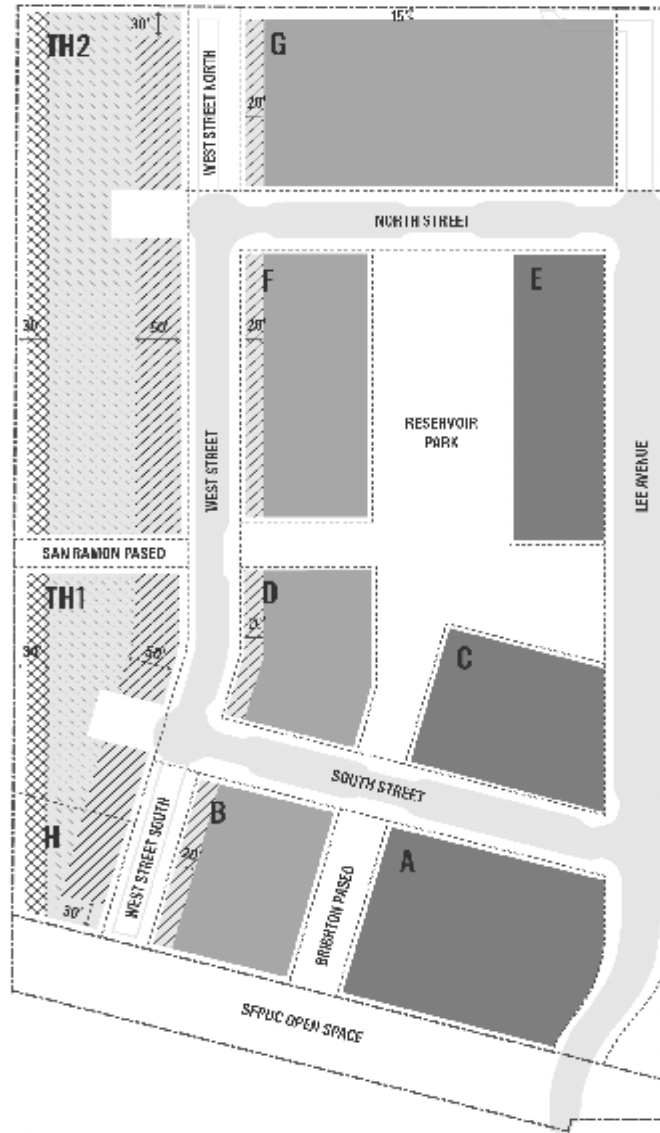 15'
30'
TH2
G
WEST STREET NORTH
20'
NORTH STREET
F
E
30'
50'
20'
RESERVOIR
PARK
WEST STREET
LEE AVENUE
SAN RAMON PASEO
TH1
D
30'
50'
C
SOUTH STREET
H
B
A
WEST STREET SOUTH
20'
BRIGHTON PASEO
30'
SFPUC OPEN SPACE